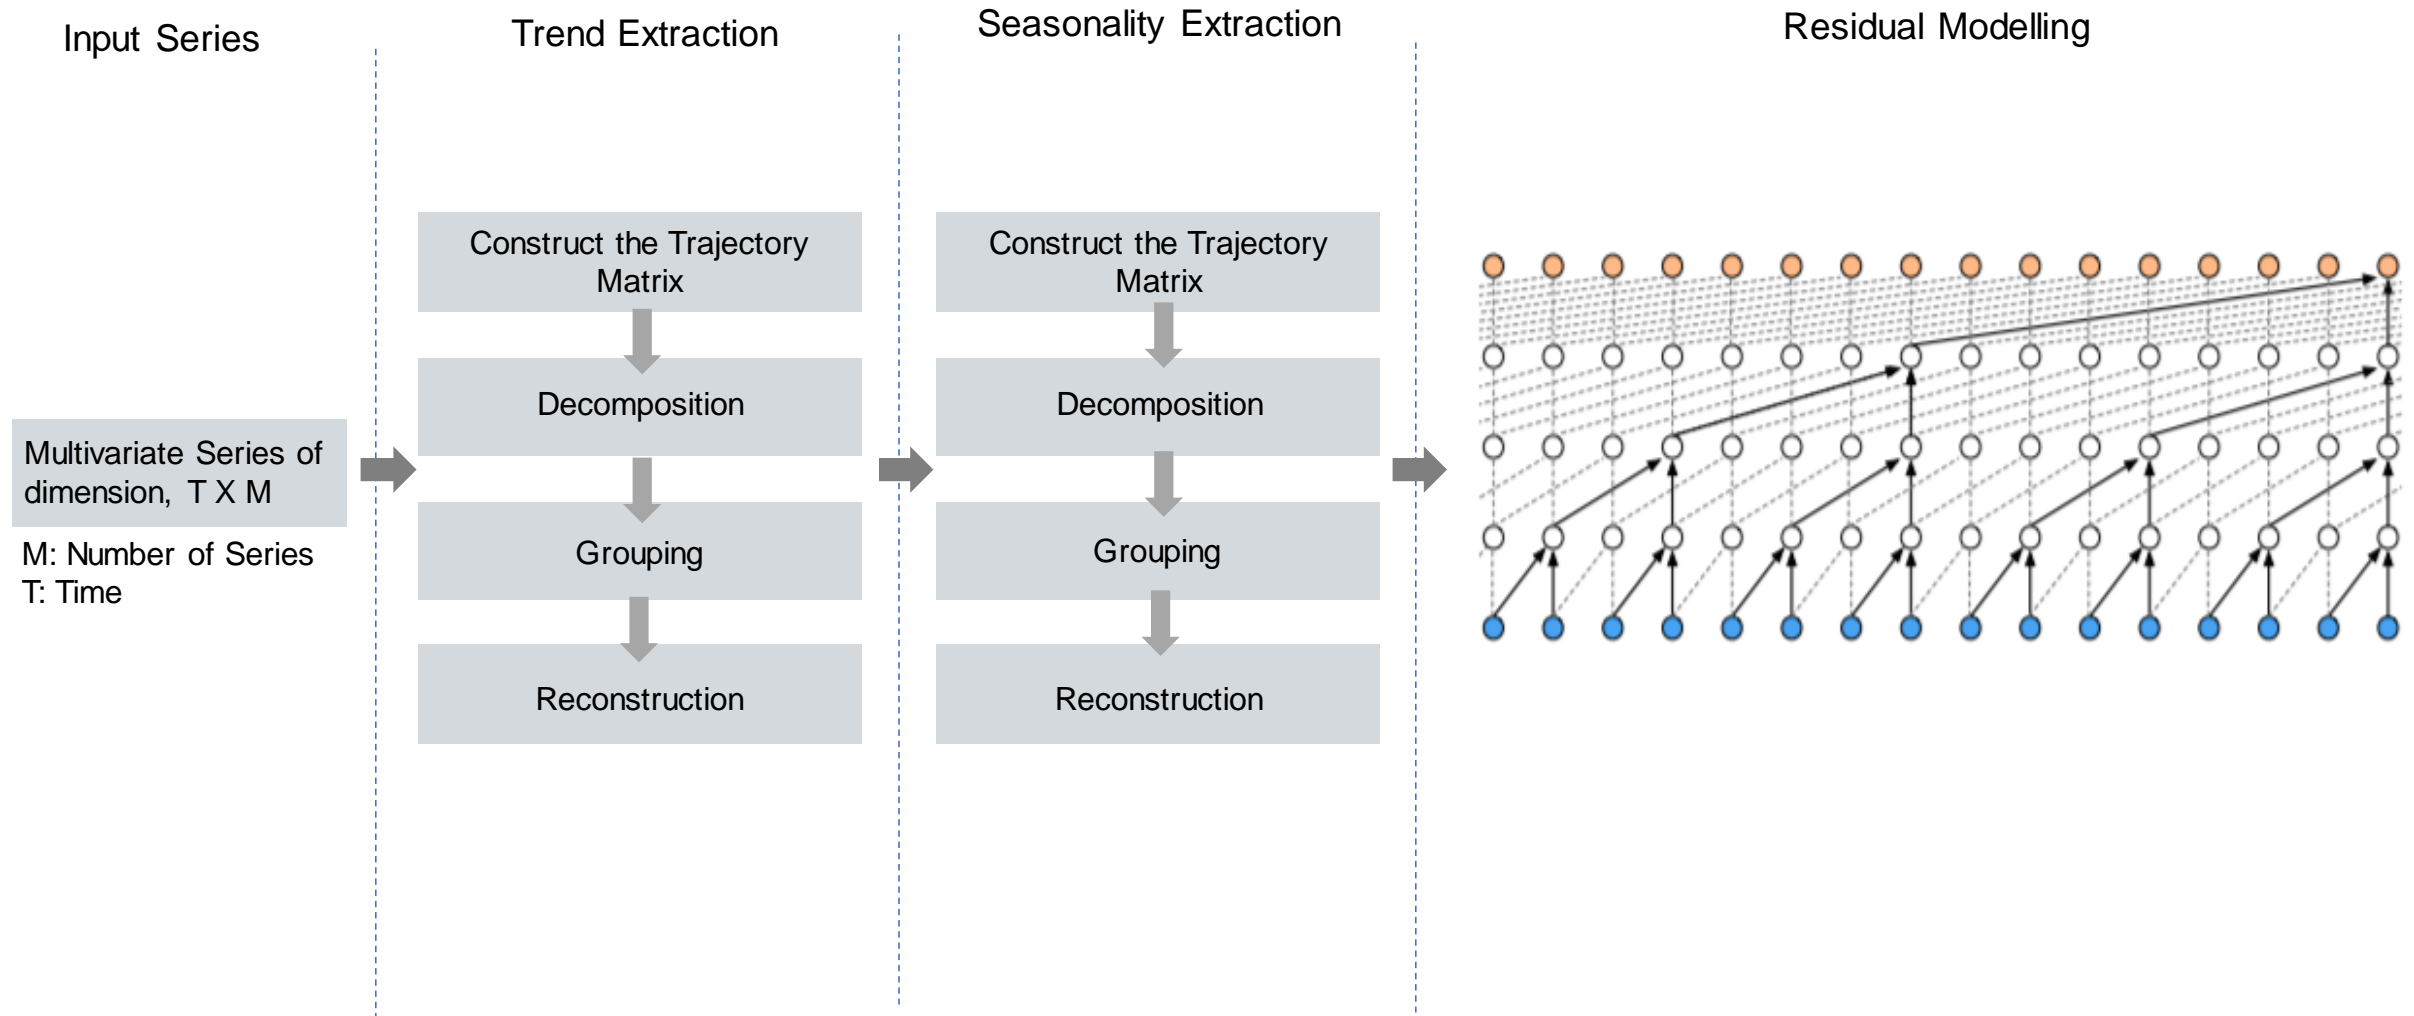 Input Series
Trend Extraction
Seasonality Extraction
Residual Modelling
Multivariate Series of
dimension, T X M
M: Number of Series
T: Time
Construct the Trajectory
Matrix
Decomposition
Grouping
Reconstruction
Construct the Trajectory
Matrix
Decomposition
Grouping
Reconstruction